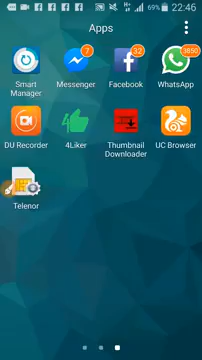 69% 22:46
Apps
7
32
3850
Smart Manager
Messenger
Facebook
WhatsApp
DU Recorder
4Liker
Thumbnail Downloader
UC Browser
Telenor